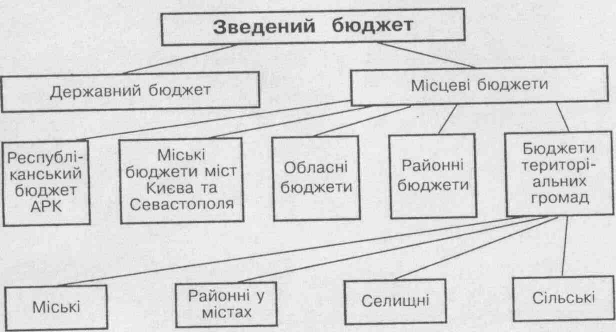 Зведений бюджет
Державний бюджет
Місцеві бюджети
Республі-
канський
бюджет
АРК
Міські
бюджети міст
Києва та
Севастополя
Обласні
бюджети
Районні
бюджети
Бюджети
територі-
альних
громад
Міські
Районні у
містах
Селищні
Сільські